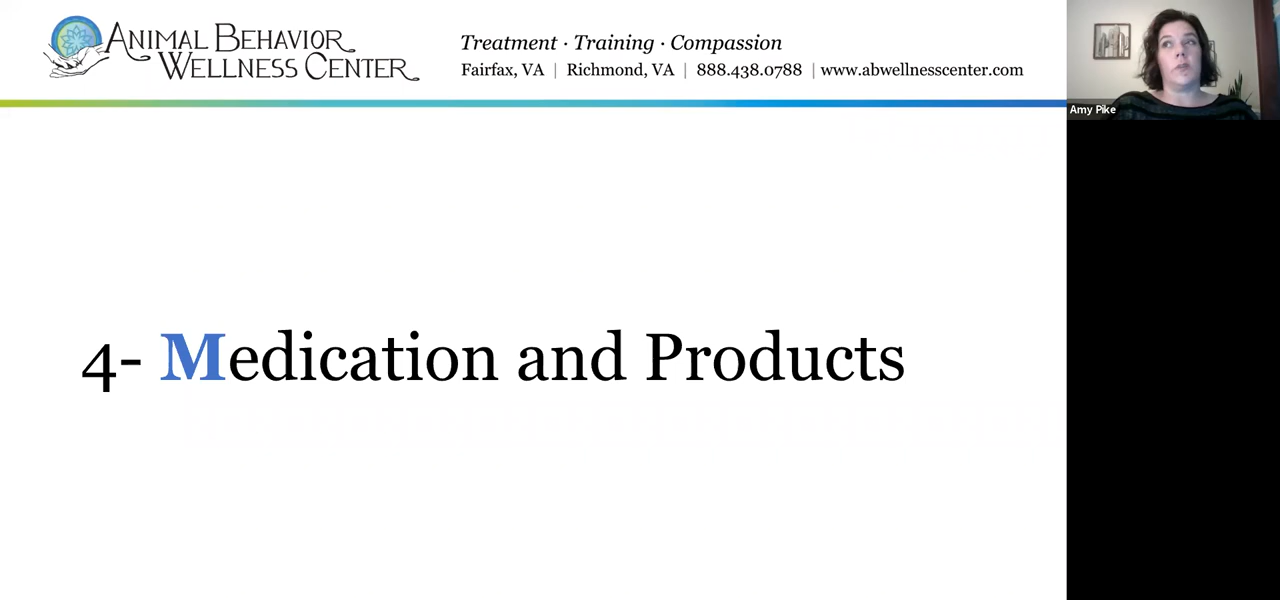 ANIMAL BEHAVIOR
WELLNESS CENTER
Treatment · Training · Compassion
Fairfax, VA | Richmond, VA | 888.438.0788 | www.abwellnesscenter.com
Amy Pike
4- Medication and Products